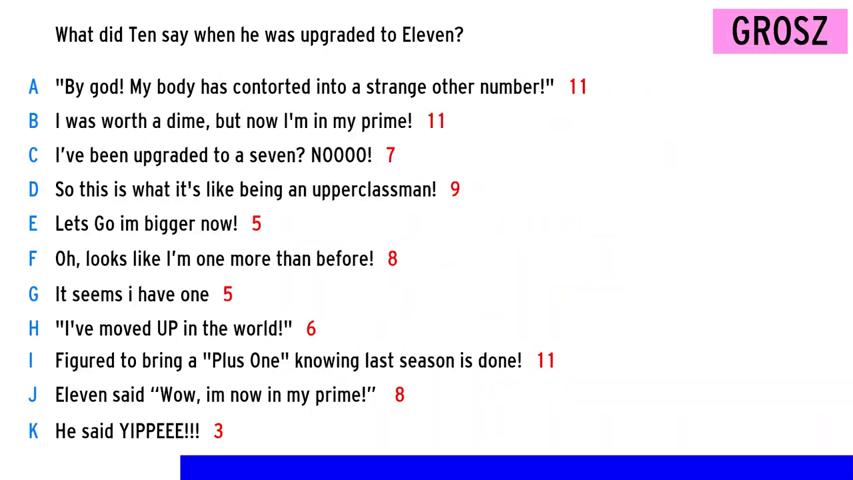 What did Ten say when he was upgraded to Eleven?
GROSZ
A "By god! My body has contorted into a strange other number!" 11
B I was worth a dime, but now I'm in my prime! 11
C I've been upgraded to a seven? NOOOO! 7
D So this is what it's like being an upperclassman! 9
E Lets Go im bigger now! 5
F Oh, looks like I'm one more than before! 8
G It seems i have one 5
H "I've moved UP in the world!" 6
I Figured to bring a "Plus One" knowing last season is done! 11
J Eleven said “Wow, im now in my prime!” 8
K He said YIPPEEE!!! 3